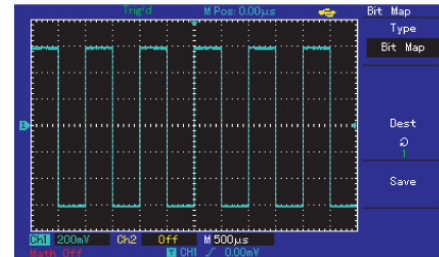 Trig'd M Pos: 0.00µs Bit Map
Type
Bit Map
1
Dest
1
Save
Ch1 200mV Ch2 Off M 500µs
Math Off T CH1 0.00mV